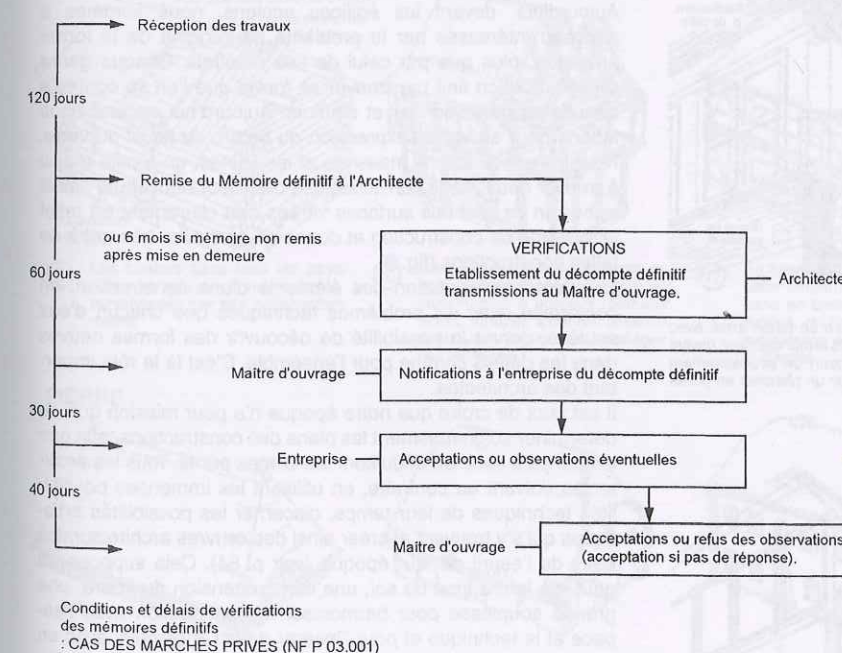 Réception des travaux
120 jours
Remise du Mémoire définitif à l'Architecte
ou 6 mois si mémoire non remis
après mise en demeure
60 jours
VERIFICATIONS
Etablissement du décompte définitif
transmissions au Maître d'ouvrage.
Architecte
Maître d'ouvrage
Notifications à l'entreprise du décompte définitif
30 jours
Entreprise
Acceptations ou observations éventuelles
40 jours
Maitre d'ouvrage
Acceptations ou refus des observations
(acceptation si pas de réponse).
Conditions et délais de vérifications
des mémoires définitifs
: CAS DES MARCHES PRIVES (NF P 03.001)